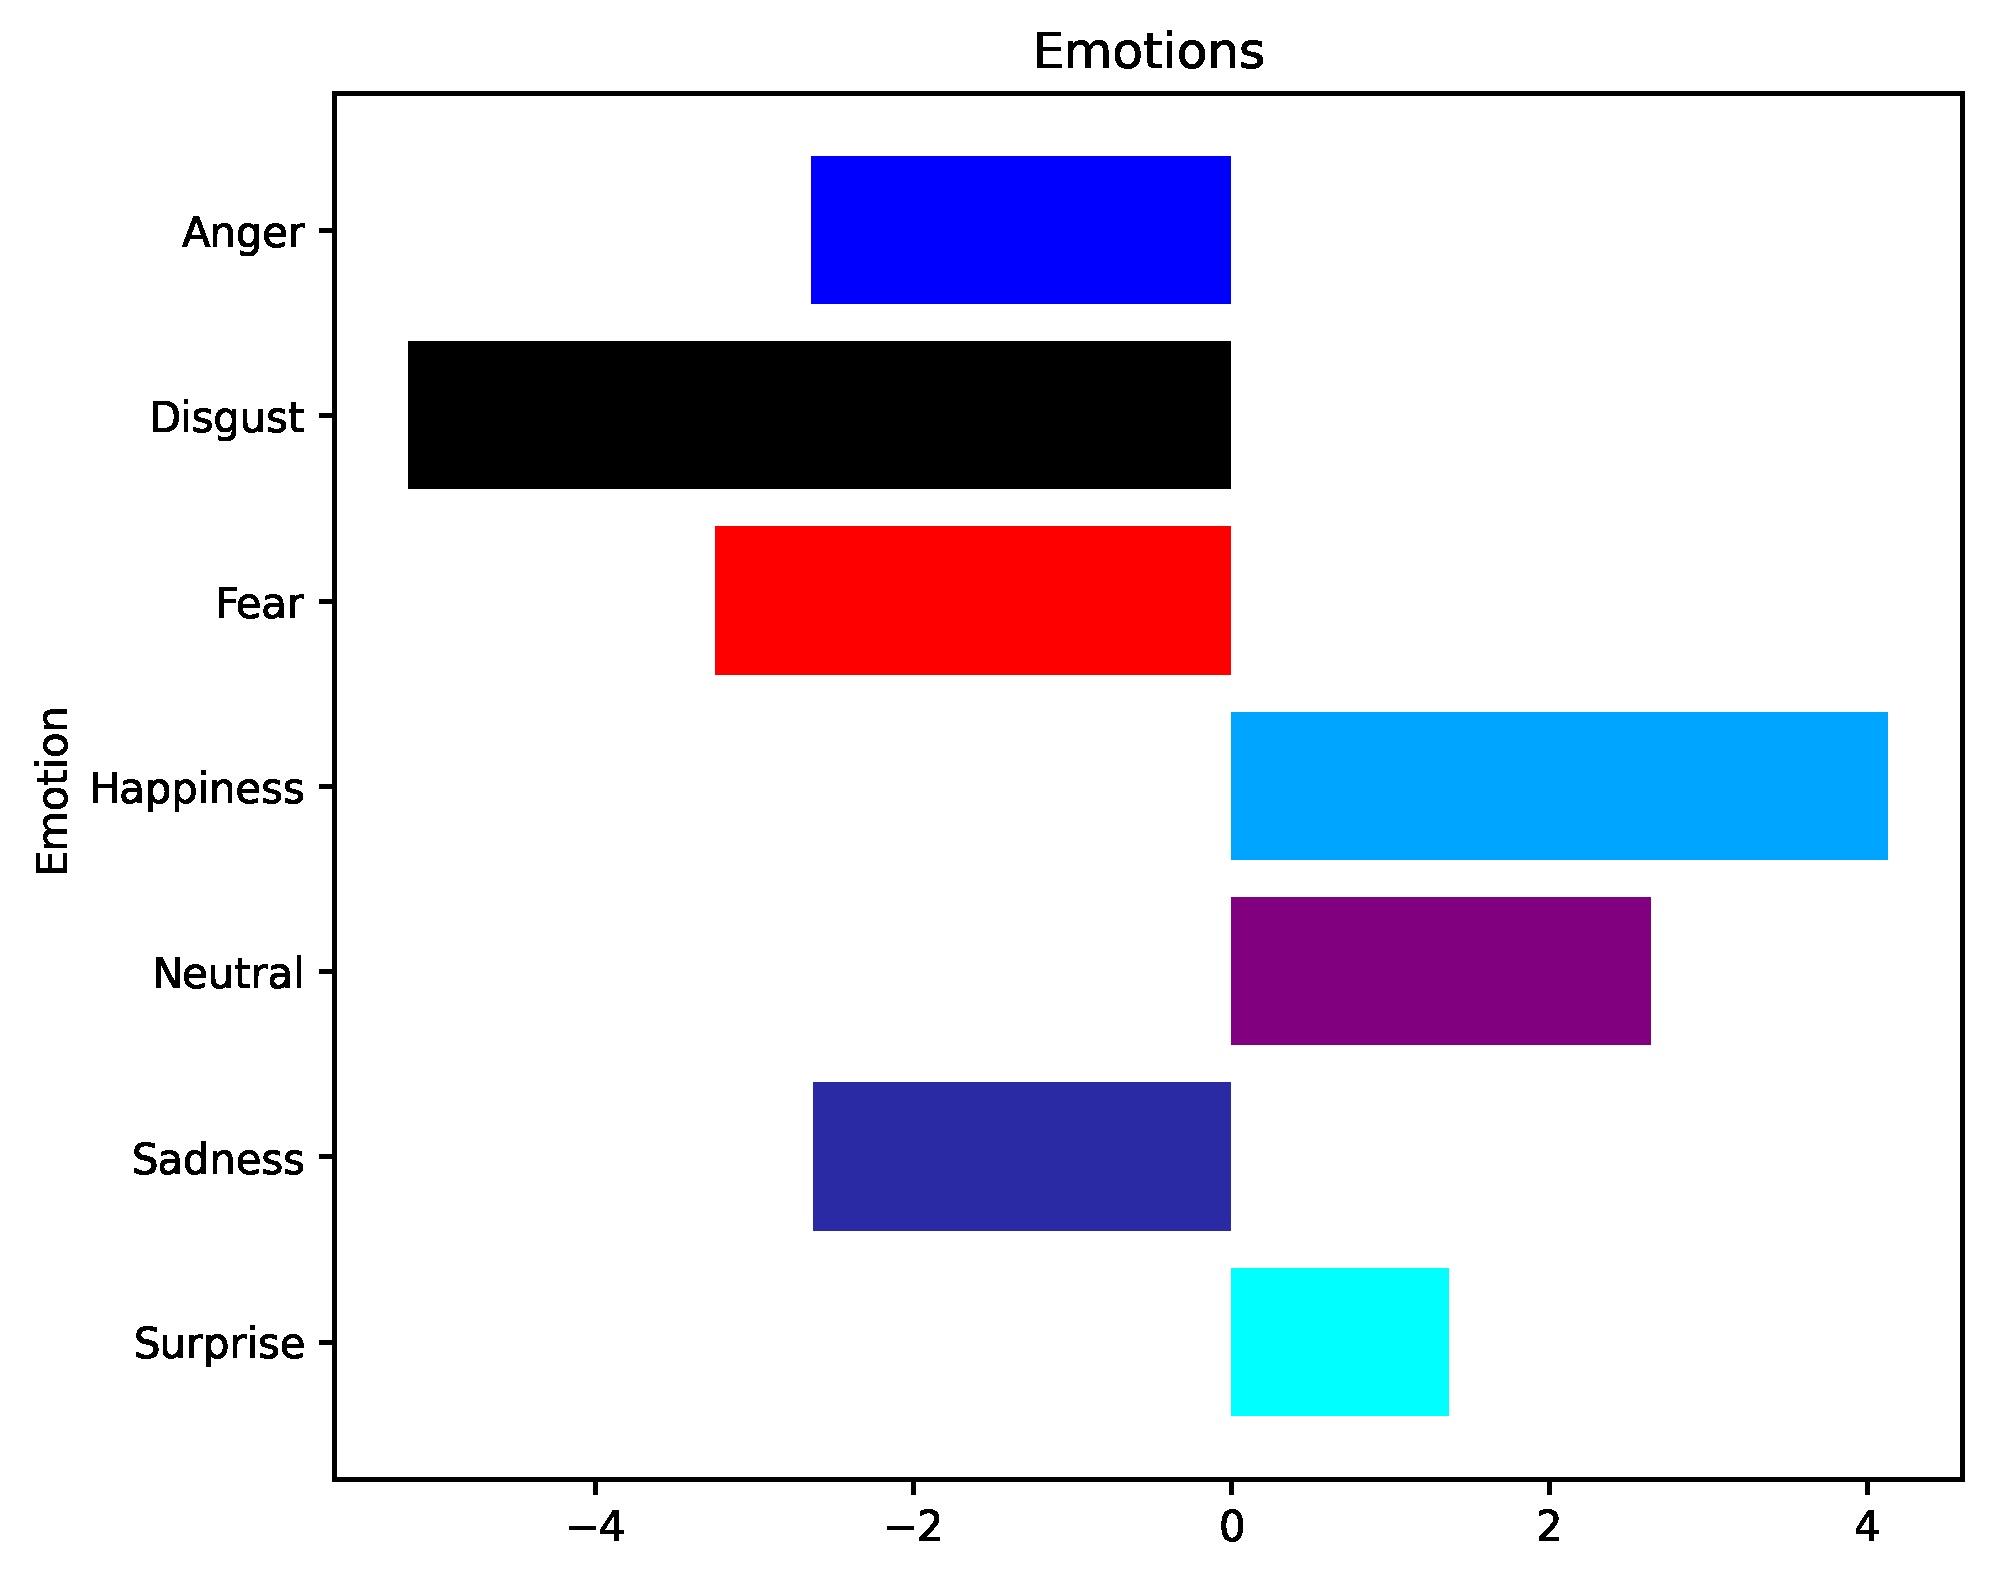 Emotions
Anger
Disgust
Fear
Happiness
Neutral
Sadness
Surprise
Emotion
−4 −2 0 2 4